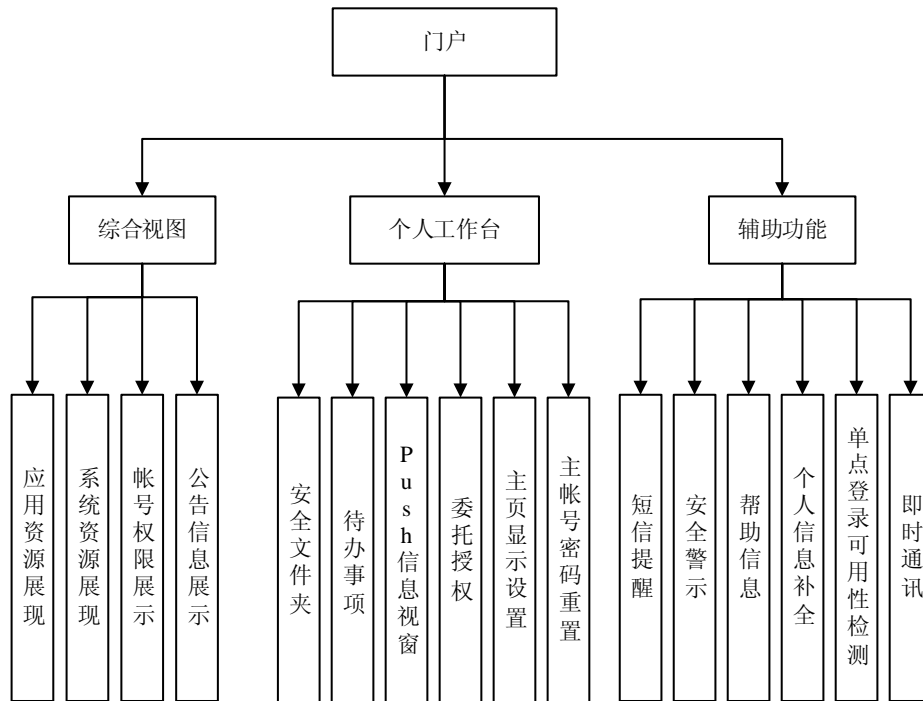 门户
综合视图
个人工作台
辅助功能
应用资源展现
系统资源展现
帐号权限展示
公告信息展示
安全文件夹
待办事项
Push信息视窗
委托授权
主页显示设置
主帐号密码重置
短信提醒
安全警示
帮助信息
个人信息补全
单点登录可用性检测
即时通讯